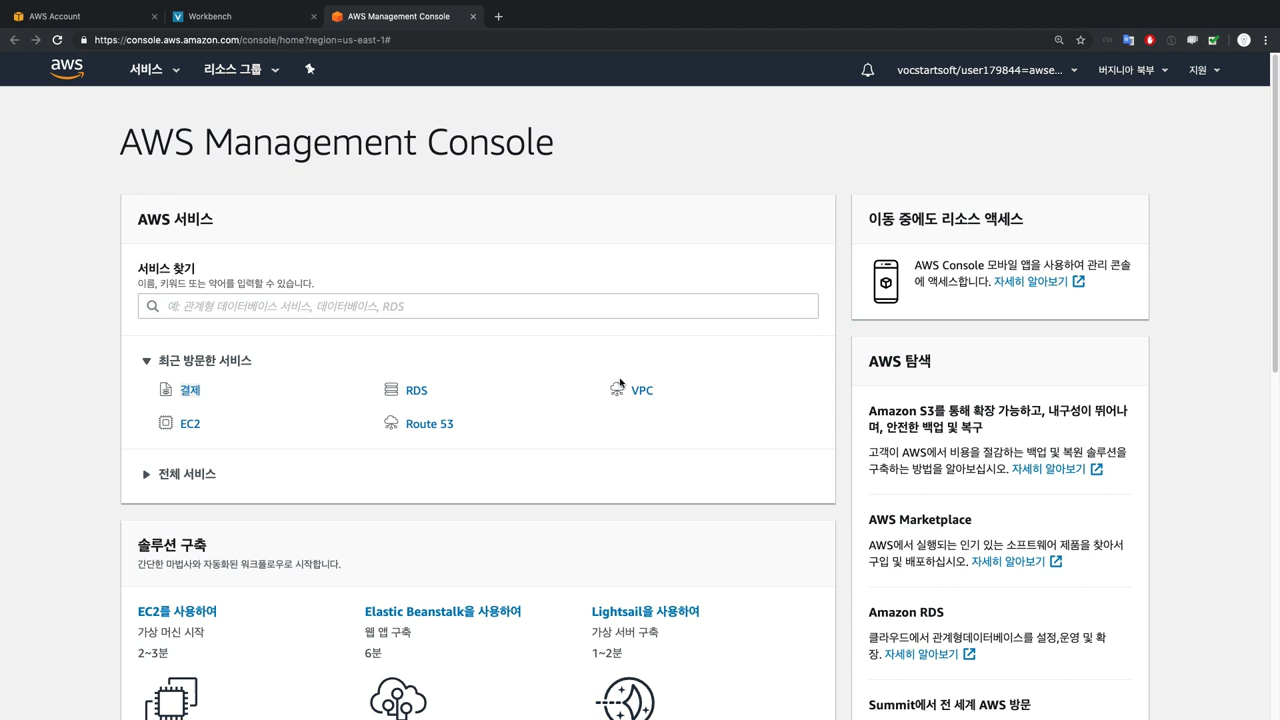 AWS Account
Workbench
AWS Management Console
https://console.aws.amazon.com/console/home?region=us-east-1#
aws
서비스
리소스 그룹
vocstartsoft/user179844=awse...
버지니아 북부
지원
AWS Management Console
AWS 서비스
서비스 찾기
이름, 키워드 또는 약어를 입력할 수 있습니다.
예: 관계형 데이터베이스 서비스, 데이터베이스, RDS
최근 방문한 서비스
결제
RDS
VPC
EC2
Route 53
전체 서비스
솔루션 구축
간단한 마법사와 자동화된 워크플로우로 시작합니다.
EC2를 사용하여
가상 머신 시작
2~3분
Elastic Beanstalk을 사용하여
웹 앱 구축
6분
Lightsail을 사용하여
가상 서버 구축
1~2분
이동 중에도 리소스 액세스
AWS Console 모바일 앱을 사용하여 관리 콘솔
에 액세스합니다. 자세히 알아보기
AWS 탐색
Amazon S3를 통해 확장 가능하고, 내구성이 뛰어나
며, 안전한 백업 및 복구
고객이 AWS에서 비용을 절감하는 백업 및 복원 솔루션을
구축하는 방법을 알아보십시오. 자세히 알아보기
AWS Marketplace
AWS에서 실행되는 인기 있는 소프트웨어 제품을 찾아서
구입 및 배포하십시오. 자세히 알아보기
Amazon RDS
클라우드에서 관계형데이터베이스를 설정,운영 및 확
장. 자세히 알아보기
Summit에서 전 세계 AWS 방문